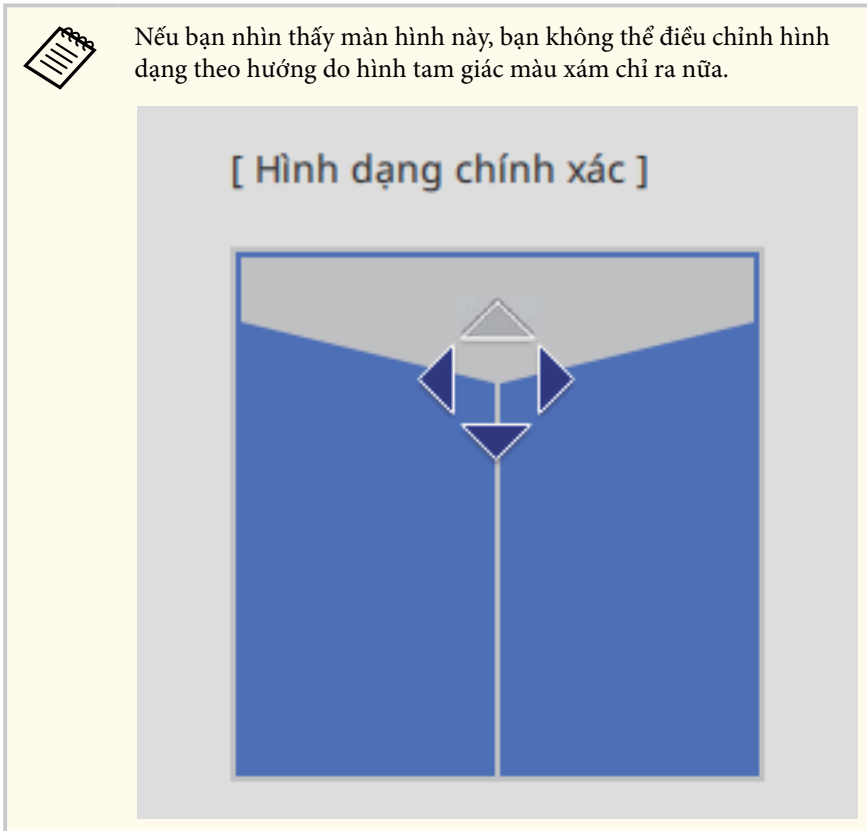 Nếu bạn nhìn thấy màn hình này, bạn không thể điều chỉnh hình
dạng theo hướng do hình tam giác màu xám chỉ ra nữa.
[ Hình dạng chính xác ]